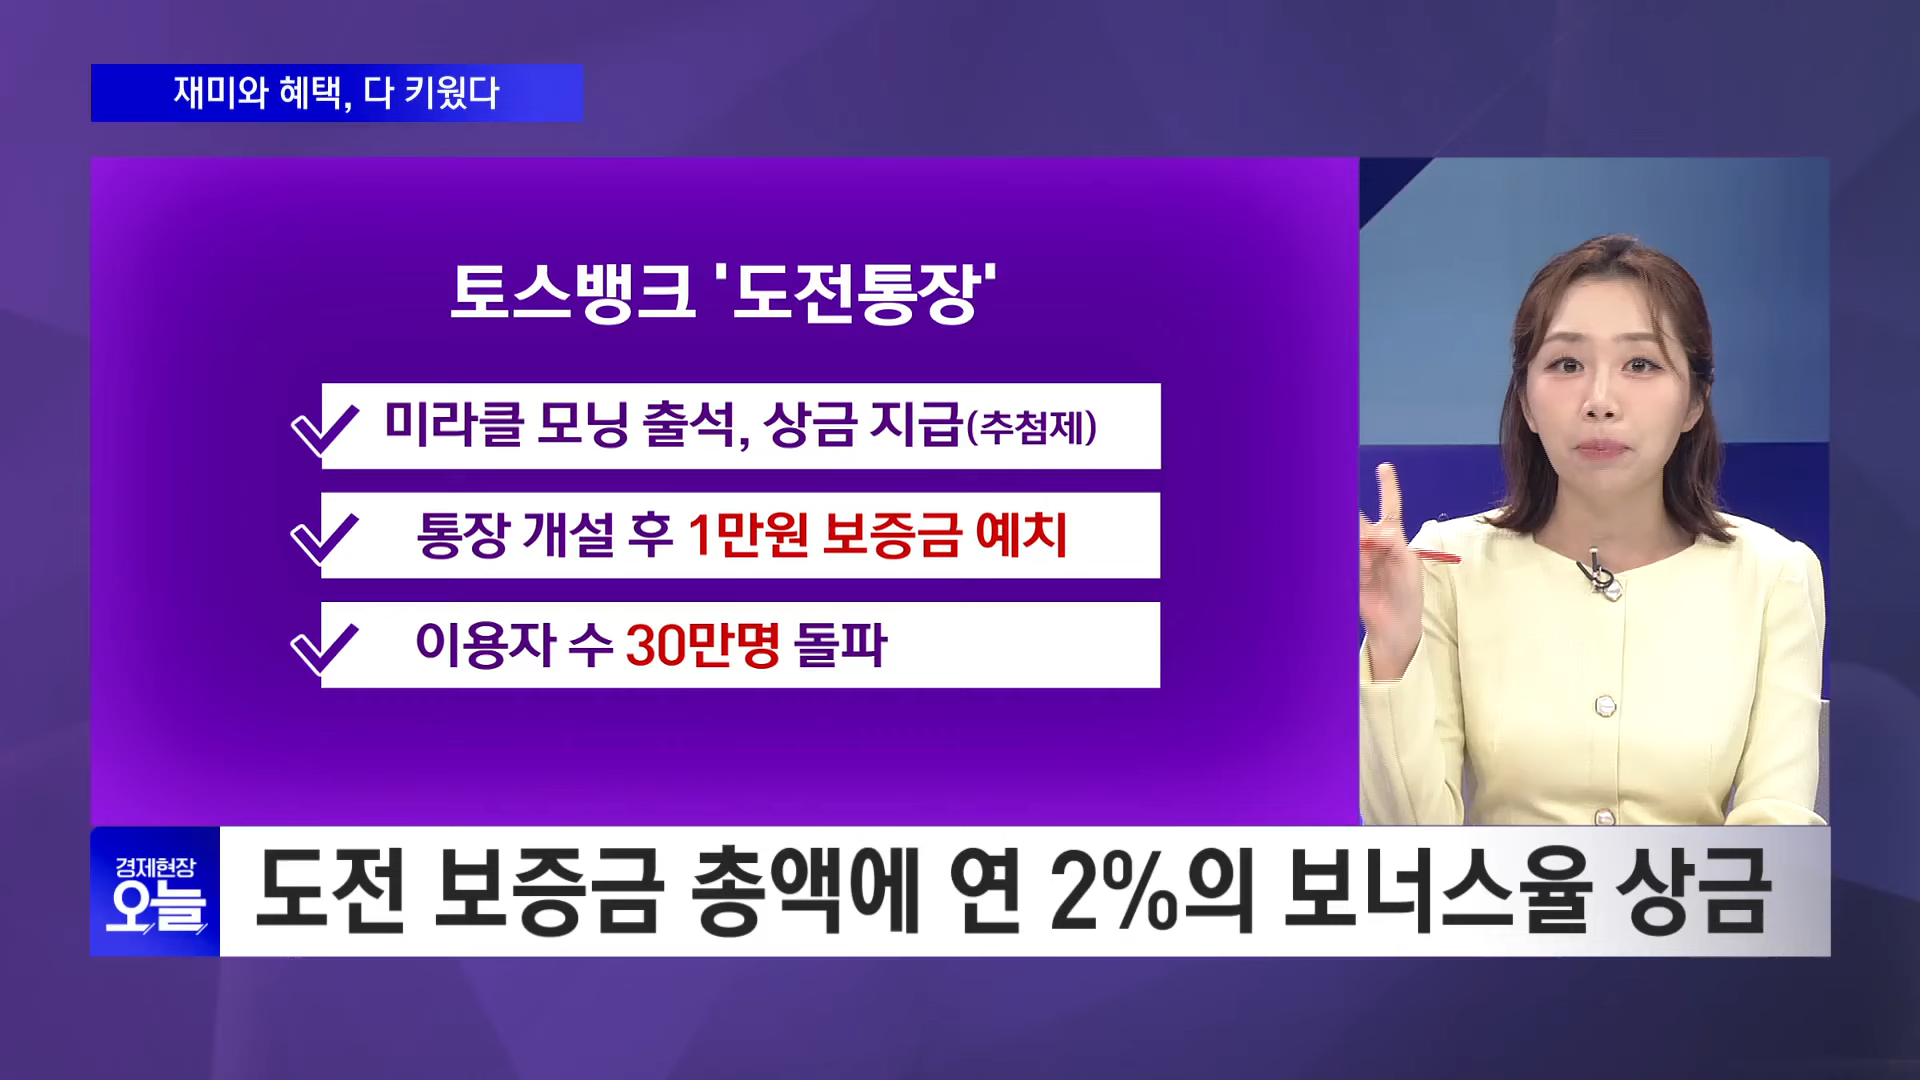 재미와 혜택, 다 키웠다
토스뱅크 '도전통장'
미라클 모닝 출석, 상금 지급(추첨제)
통장 개설 후 1만원 보증금 예치
이용자 수 30만명 돌파
경제현장
오늘
도전 보증금 총액에 연 2%의 보너스율 상금